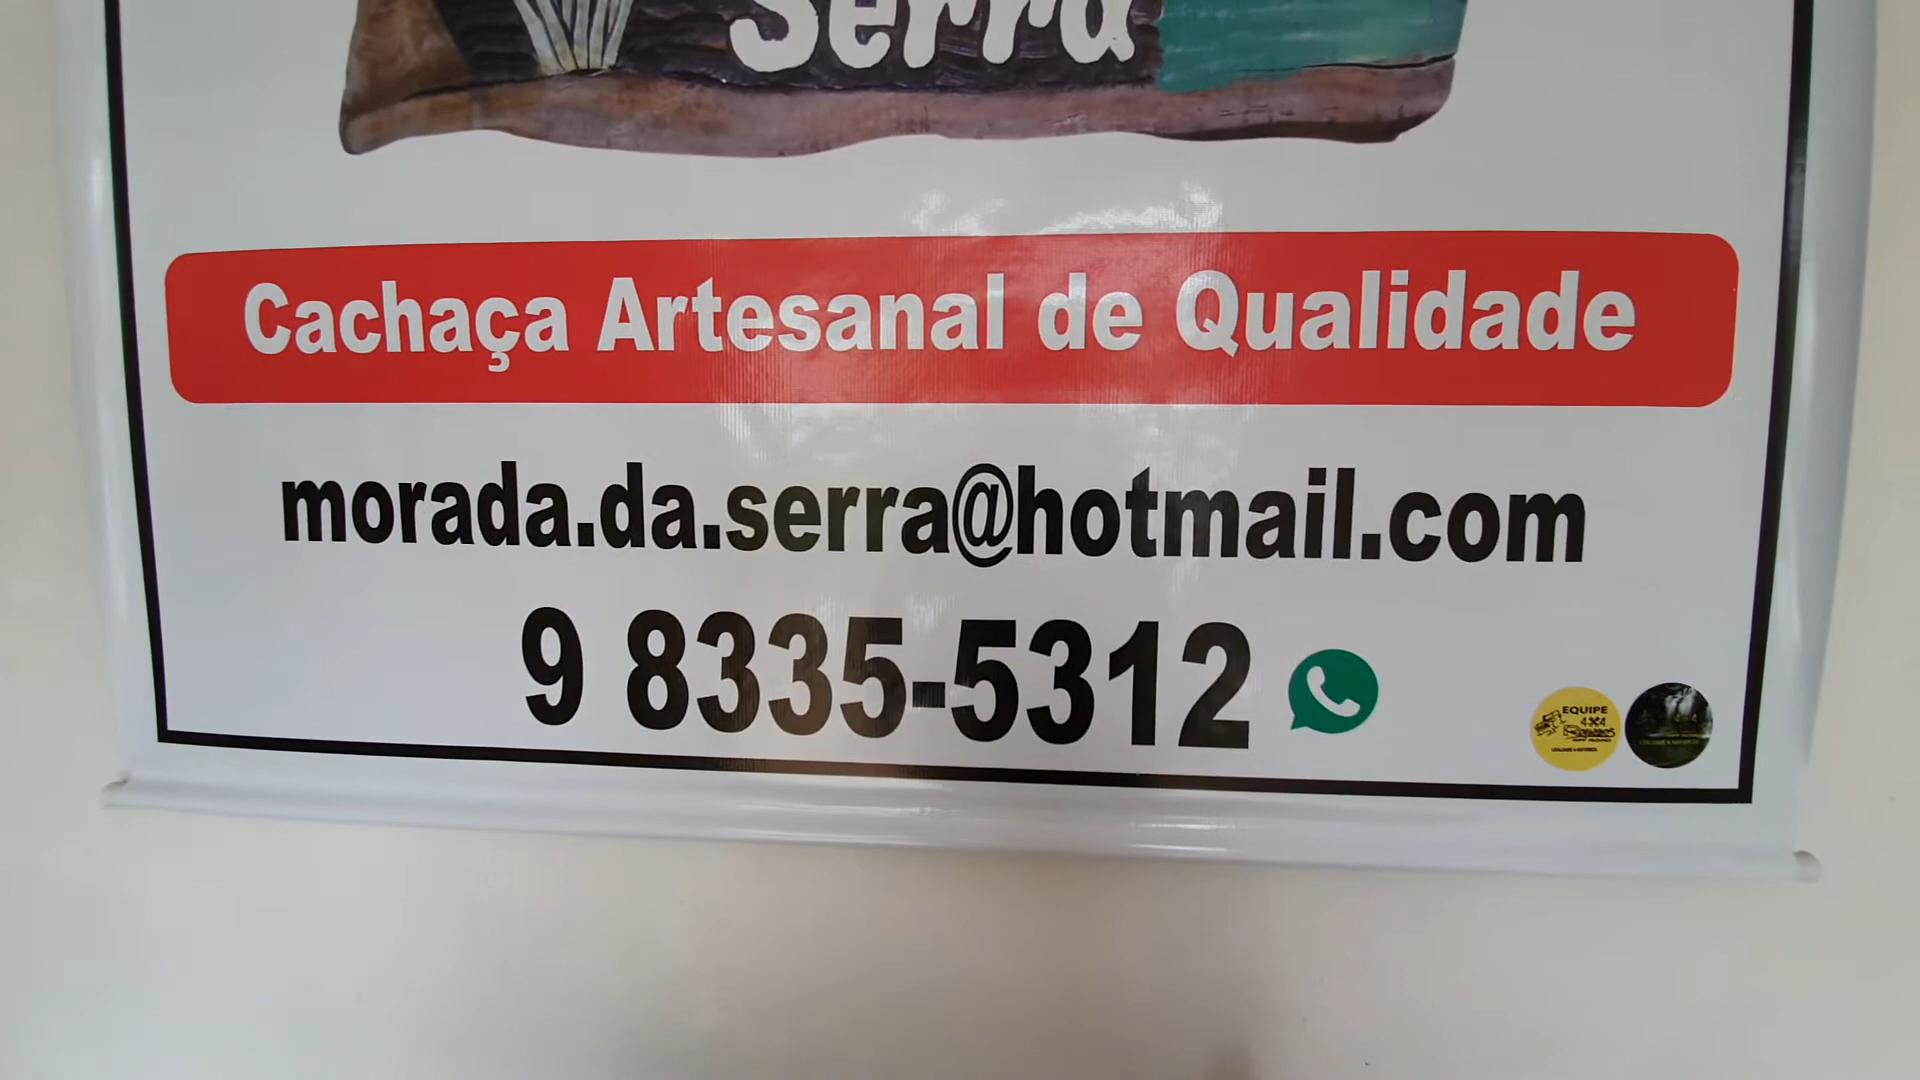 Serra
Cachaça Artesanal de Qualidade
morada.da.serra@hotmail.com
9 8335-5312
EQUIPE
4X4